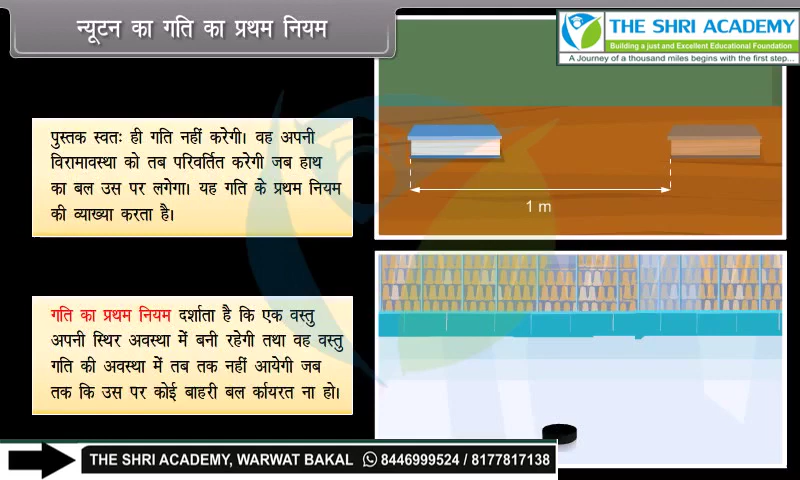 न्यूटन का गति का प्रथम नियम
THE SHRI ACADEMY
Building a just and Excellent Educational Foundation
A Journey of a thousand miles begins with the first step...
पुस्तक स्वतः ही गति नहीं करेगी। वह अपनी
विरामावस्था को तब परिवर्तित करेगी जब हाथ
का बल उस पर लगेगा। यह गति के प्रथम नियम
की व्याख्या करता है।
1 m
गति का प्रथम नियम दर्शाता है कि एक वस्तु
अपनी स्थिर अवस्था में बनी रहेगी तथा वह वस्तु
गति की अवस्था में तब तक नहीं आयेगी जब
तक कि उस पर कोई बाहरी बल र्कायरत ना हो।
THE SHRI ACADEMY, WARWAT BAKAL 8446999524 / 8177817138